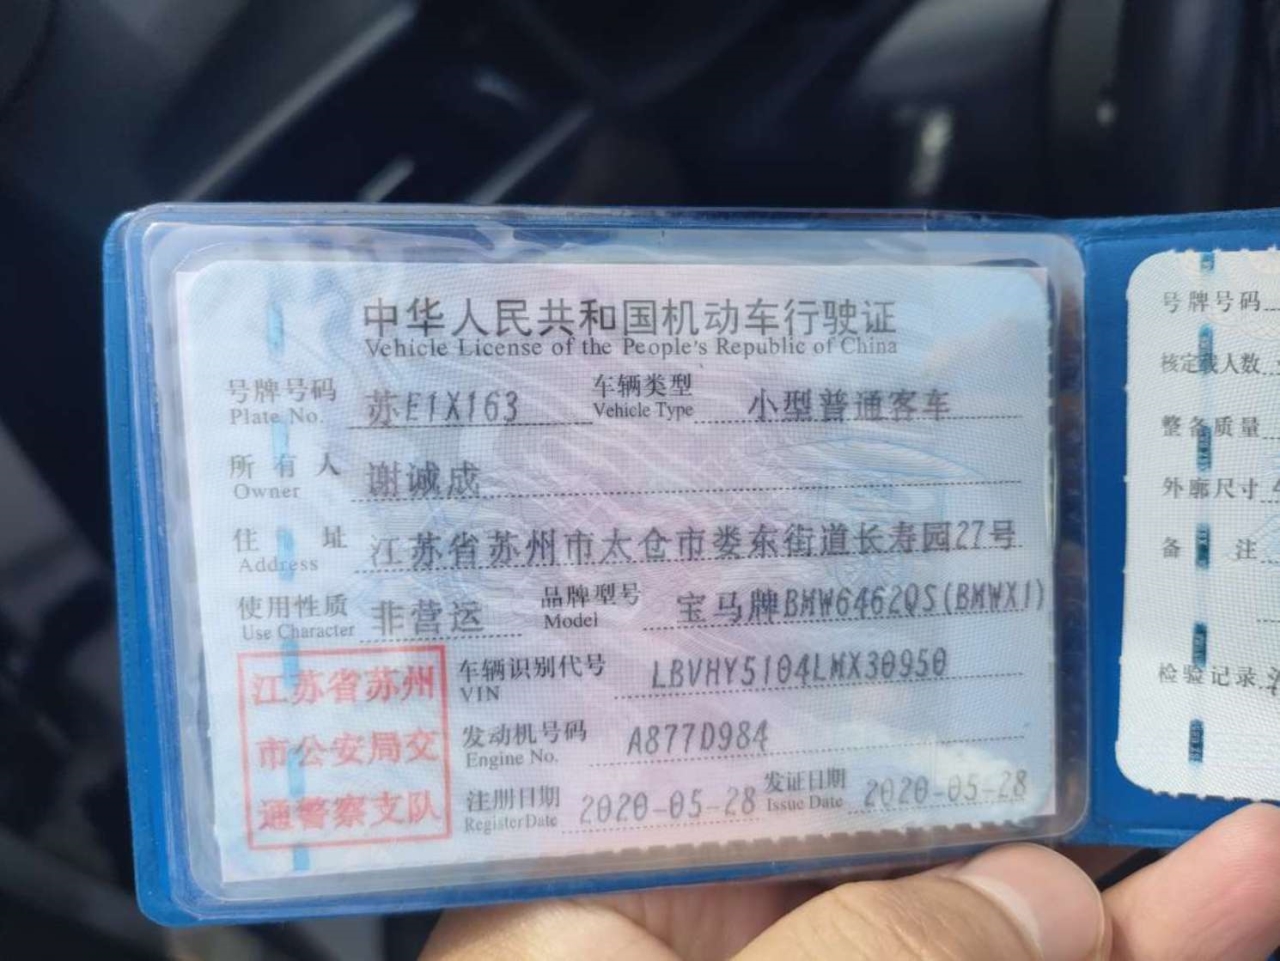 中华人民共和国机动车行驶证
Vehicle License of the People's Republic of China
号牌号码 苏E1X163 车辆类型 小型普通客车
Plate No. Vehicle Type
所有人 谢诚成
Owner
住址 江苏省苏州市太仓市娄东街道长寿园27号
Address
使用性质 非营运 品牌型号 宝马牌BMW6462QS(BMWX1)
Use Character Model
江苏省苏州
市公安局交
通警察支队
车辆识别代号 LBVHY5104LMX30950
VIN
发动机号码 A877D984
Engine No.
注册日期 2020-05-28 发证日期 2020-05-28
Register Date Issue Date
号牌号码
核定载人数
整备质量
外廓尺寸
备注
检验记录